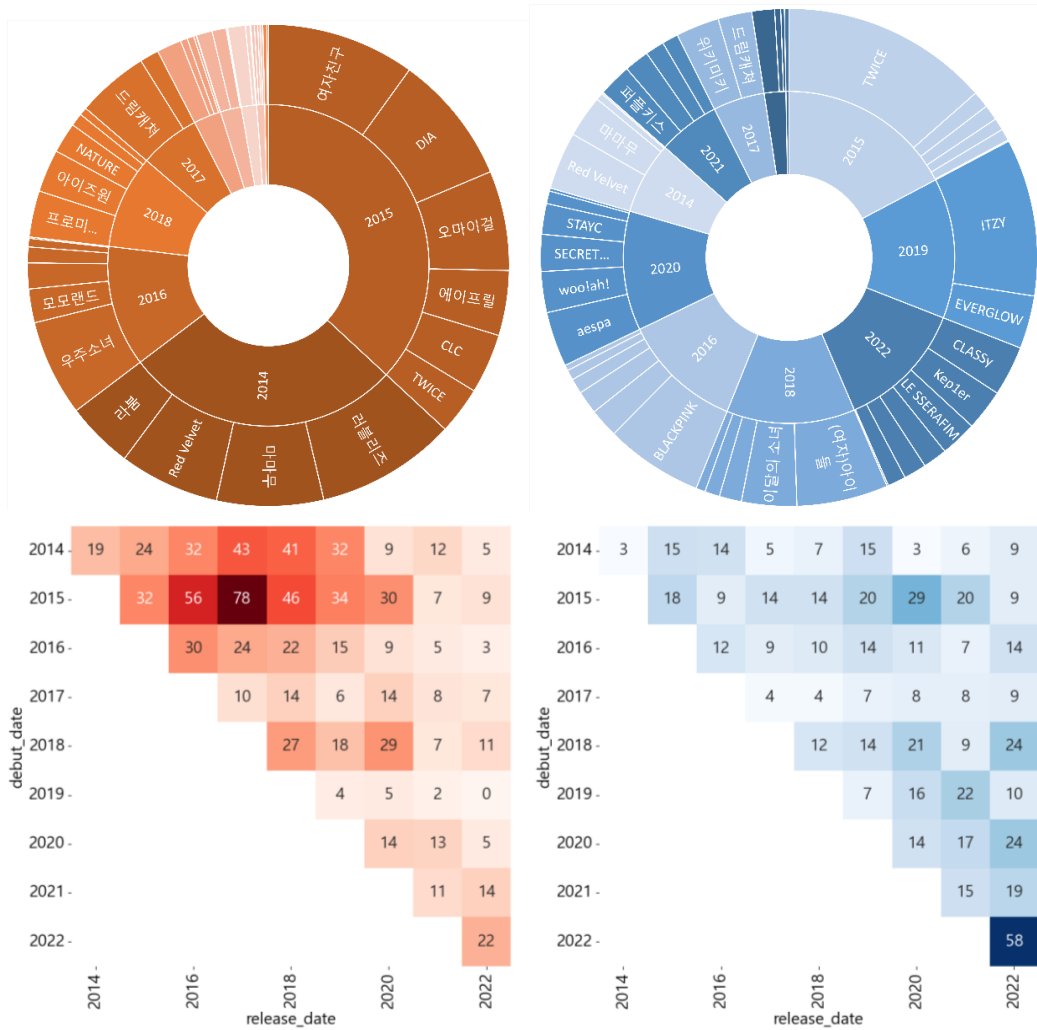 여자친구
DIA
오마이걸
에이프릴
CLC
TWICE
러블리즈
마마무
Red Velvet
라붐
우주소녀
모모랜드
프로미...
아이즈원
NATURE
드림캐쳐
2015
2014
2016
2018
2017
TWICE
ITZY
EVERGLOW
CLASSy
Kep1er
LE SSERAFIM
(여자)아이
들
이달의 소녀
BLACKPINK
aespa
woo!ah!
SECRET...
STAYC
Red Velvet
마마무
퍼플키스
위키미키
드림캐쳐
2015
2019
2022
2018
2016
2020
2014
2021
2017
debut_date
2014 19 24 32 43 41 32 9 12 5
2015 32 56 78 46 34 30 7 9
2016 30 24 22 15 9 5 3
2017 10 14 6 14 8 7
2018 27 18 29 7 11
2019 4 5 2 0
2020 14 13 5
2021 11 14
2022 22
2014 2016 2018 2020 2022
release_date
debut_date
2014 3 15 14 5 7 15 3 6 9
2015 18 9 14 14 20 29 20 9
2016 12 9 10 14 11 7 14
2017 4 4 7 8 8 9
2018 12 14 21 9 24
2019 7 16 22 10
2020 14 17 24
2021 15 19
2022 58
2014 2016 2018 2020 2022
release_date